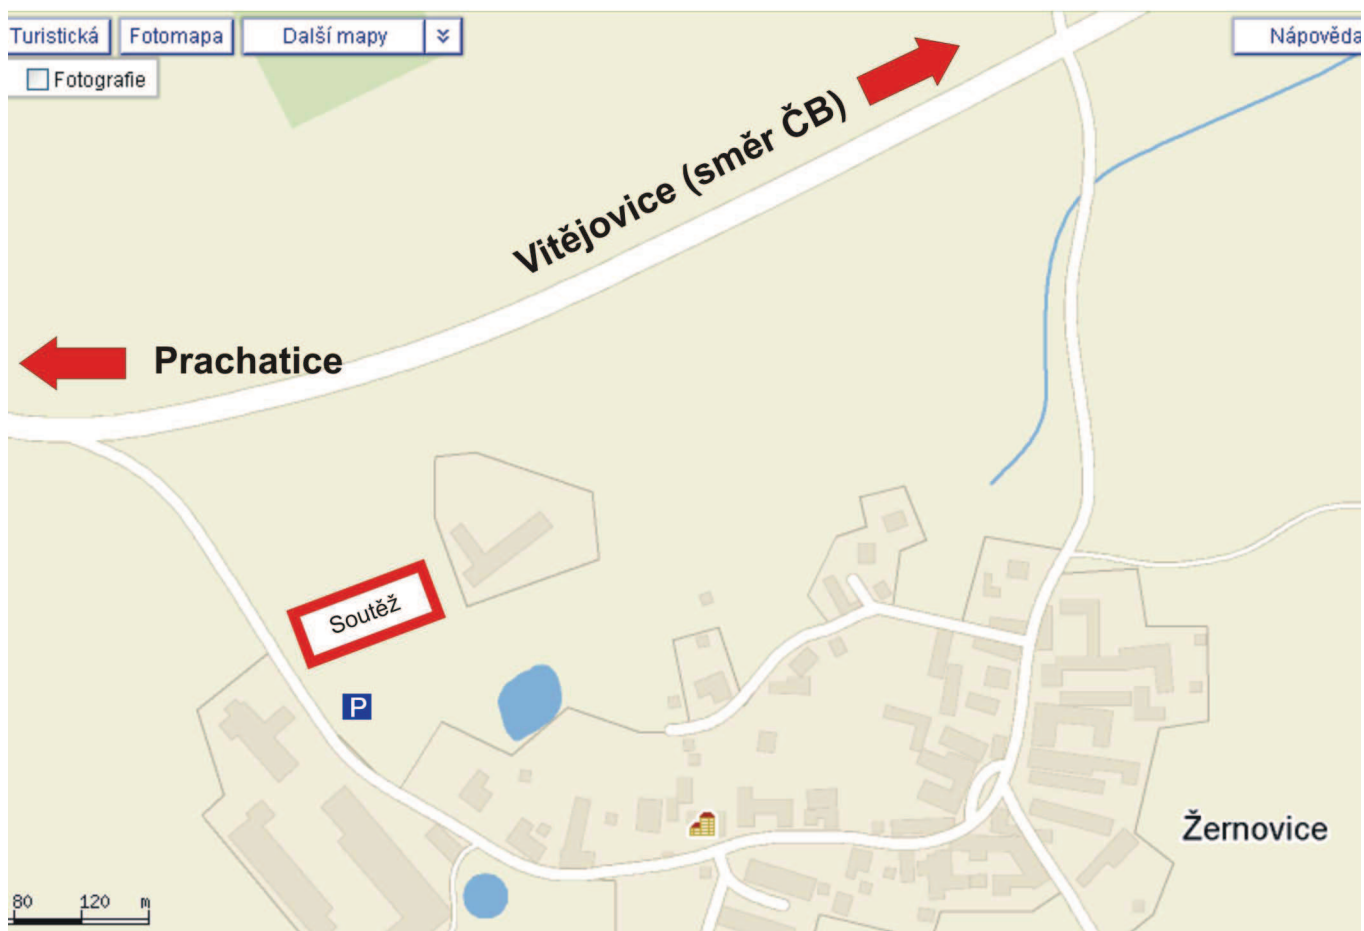 Turistická
Fotomapa
Další mapy
Nápověda
Fotografie
Vitějovice (směr ČB)
Prachatice
Soutěž
P
Žernovice
80 120 m